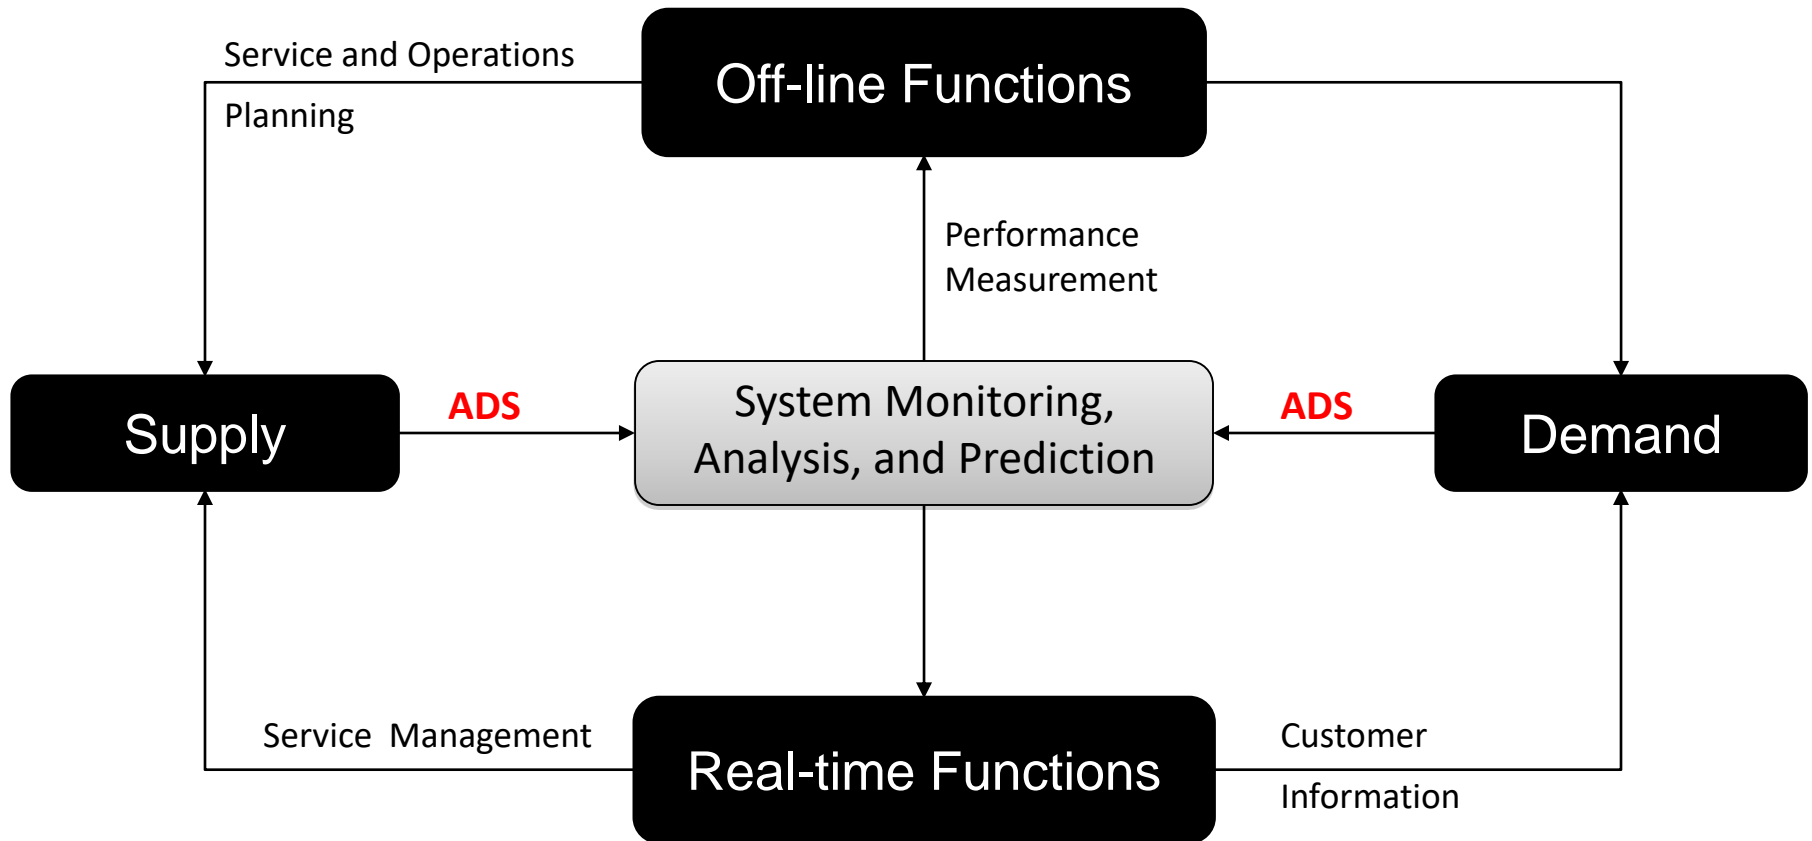 Service and Operations
Planning
Off-line Functions
Performance
Measurement
Supply
ADS
System Monitoring,
Analysis, and Prediction
ADS
Demand
Service  Management
Real-time Functions
Customer
Information